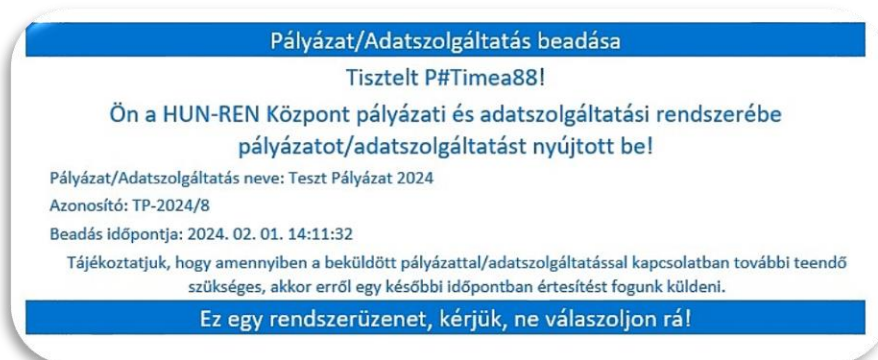 Pályázat/Adatszolgáltatás beadása
Tisztelt P#Timea88!
Ön a HUN-REN Központ pályázati és adatszolgáltatási rendszerébe
pályázatot/adatszolgáltatást nyújtott be!
Pályázat/Adatszolgáltatás neve: Teszt Pályázat 2024
Azonosító: TP-2024/8
Beadás időpontja: 2024. 02. 01. 14:11:32
Tájékoztatjuk, hogy amennyiben a beküldött pályázattal/adatszolgáltatással kapcsolatban további teendő
szükséges, akkor erről egy későbbi időpontban értesítést fogunk küldeni.
Ez egy rendszerüzenet, kérjük, ne válaszoljon rá!